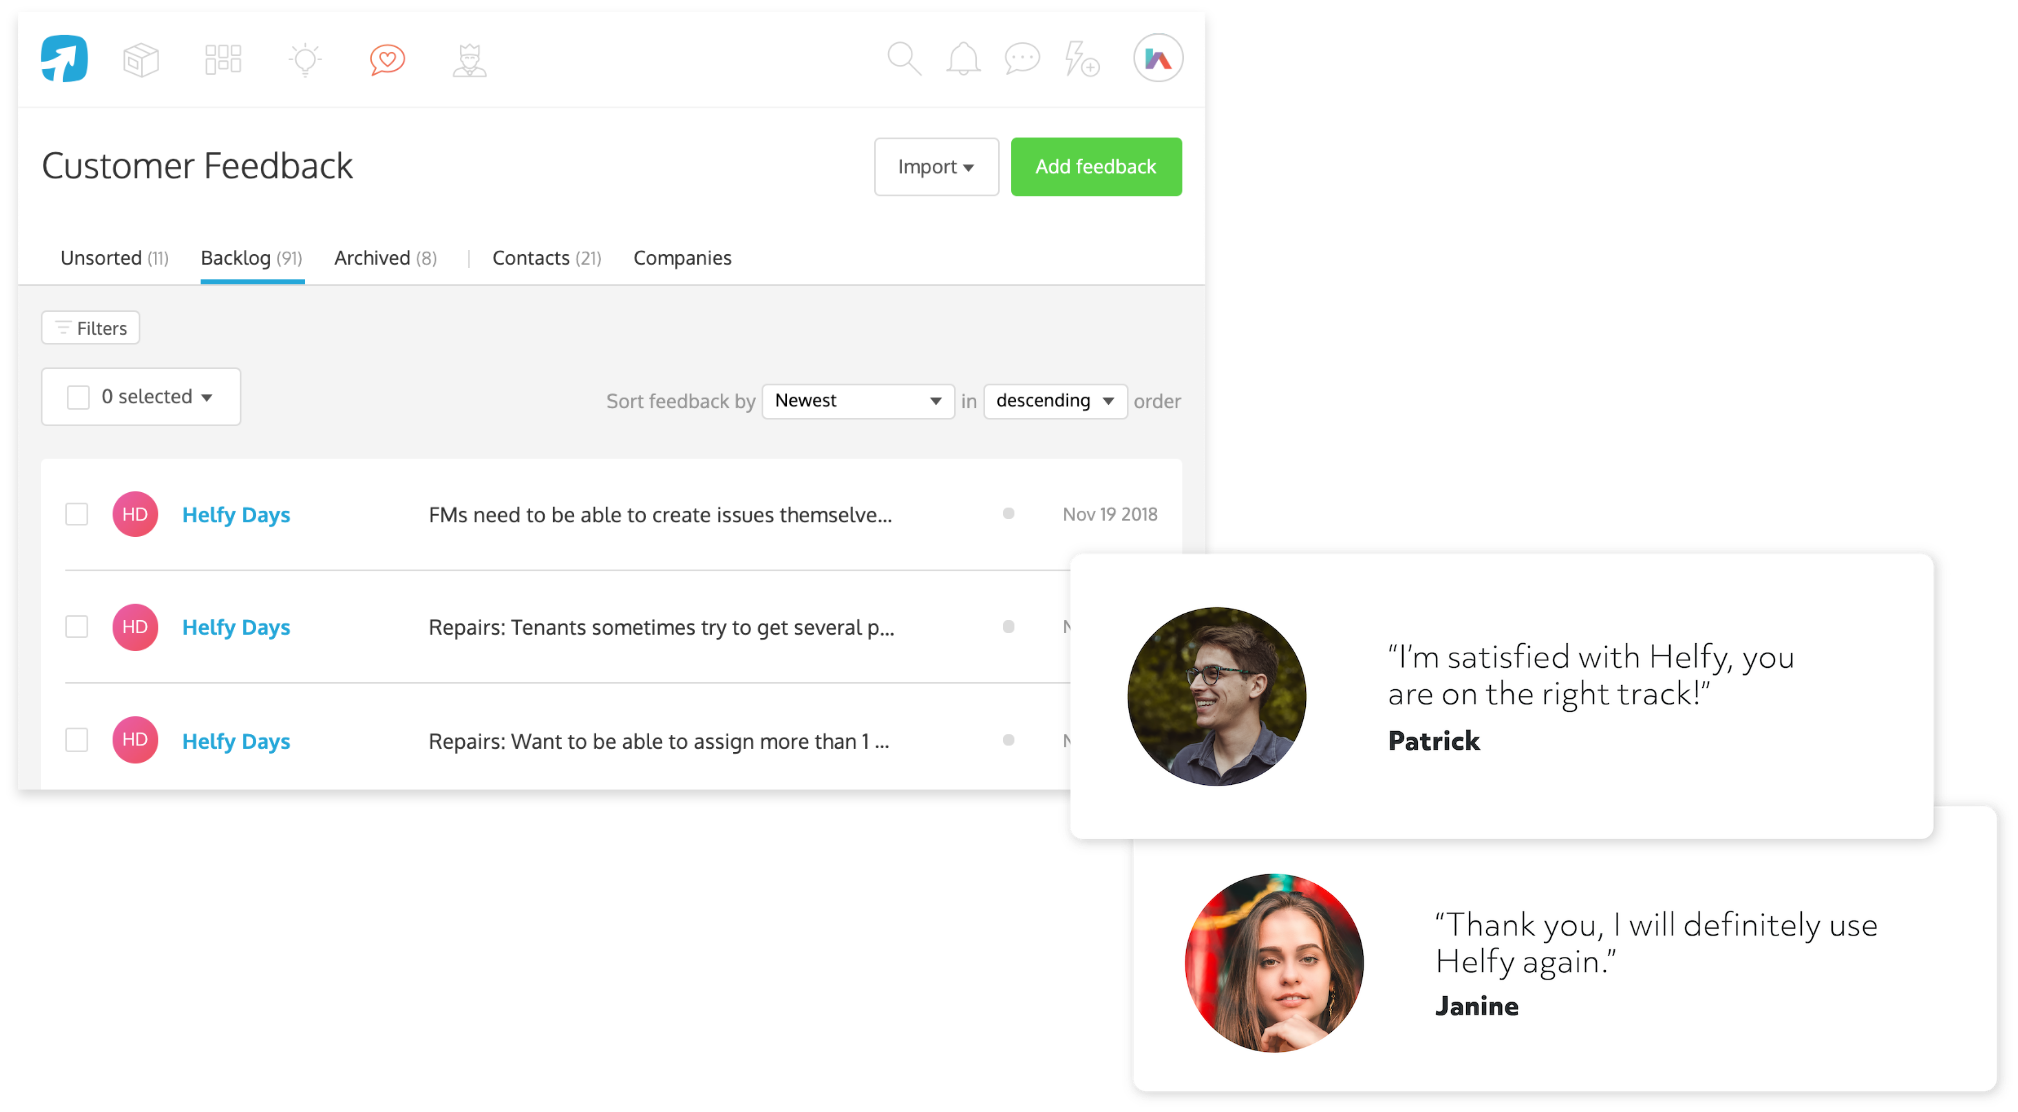 Customer Feedback
Import
Add feedback
Unsorted (11) Backlog (91) Archived (8) | Contacts (21) Companies
Filters
0 selected
Sort feedback by Newest in descending order
HD Helfy Days FMs need to be able to create issues themselve... Nov 19 2018
HD Helfy Days Repairs: Tenants sometimes try to get several p...
HD Helfy Days Repairs: Want to be able to assign more than 1 ...
“I’m satisfied with Helfy, you
are on the right track!”
Patrick
“Thank you, I will definitely use
Helfy again.”
Janine